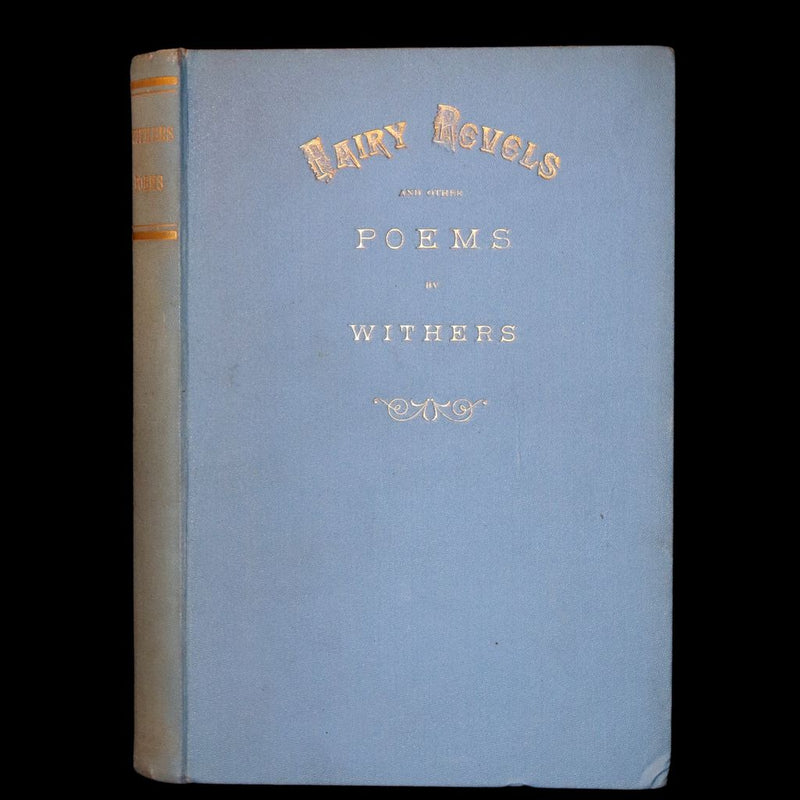 FAIRY REVELS
AND OTHER
POEMS
BY
WITHERS
WITHERS
POEMS